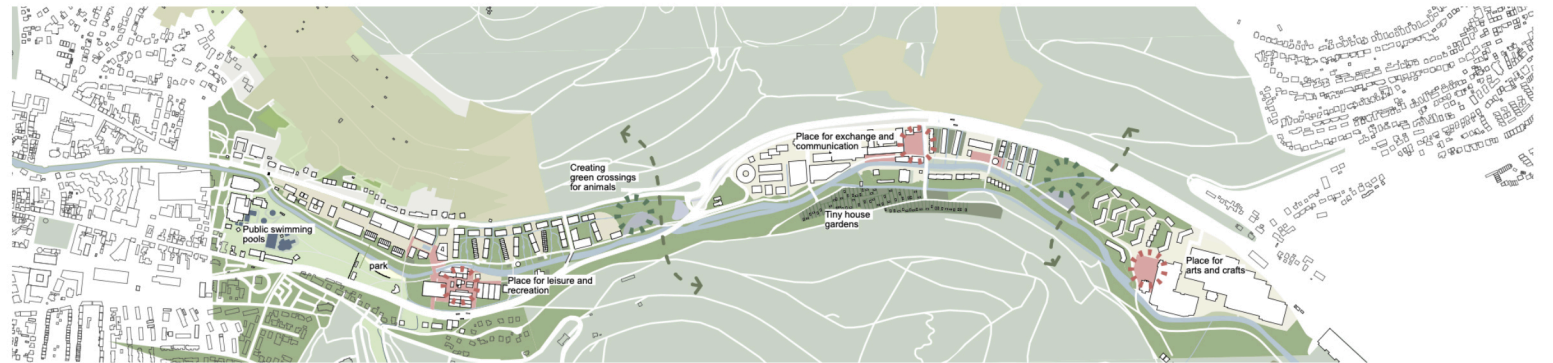 Place for exchange and
communication
Creating
green crossings
for animals
Tiny house
gardens
Public swimming
pools
park
Place for leisure and
recreation
Place for
arts and crafts